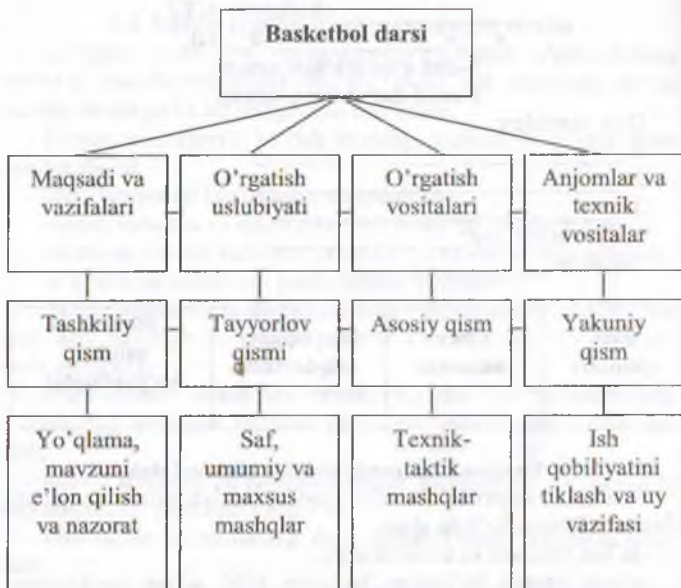 Basketbol darsi
Maqsadi va
vazifalari
O'rgatish
uslubiyati
O'rgatish
vositalari
Anjomlar va
texnik
vositalar
Tashkiliy
qism
Tayyorlov
qismi
Asosiy qism
Yakuniy
qism
Yo'qlama,
mavzuni
e'lon qilish
va nazorat
Saf,
umumiy va
maxsus
mashqlar
Texnik-
taktik
mashqlar
Ish
qobiliyatini
tiklash va uy
vazifasi